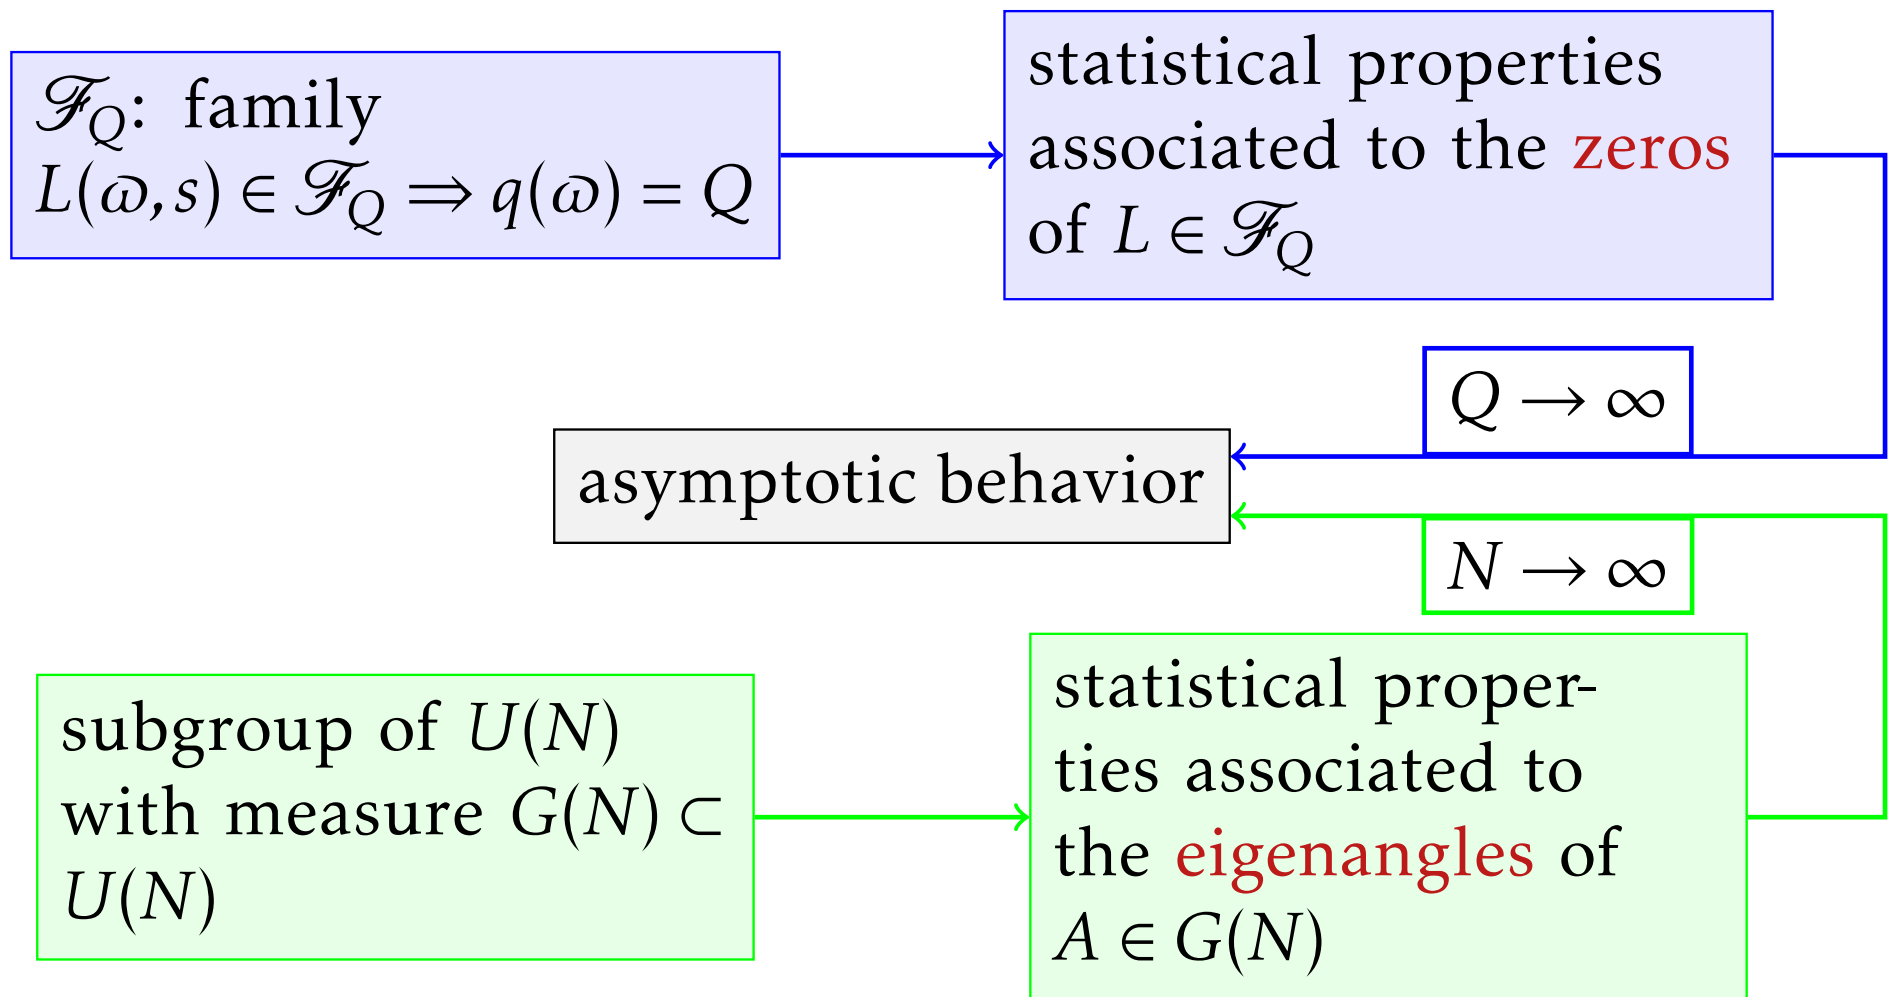 ℱ_Q: family
L(ϖ, s) ∈ ℱ_Q ⟹ q(ϖ) = Q
statistical properties
associated to the zeros
of L ∈ ℱ_Q
Q → ∞
asymptotic behavior
N → ∞
subgroup of U(N)
with measure G(N) ⊂
U(N)
statistical proper-
ties associated to
the eigenangles of
A ∈ G(N)